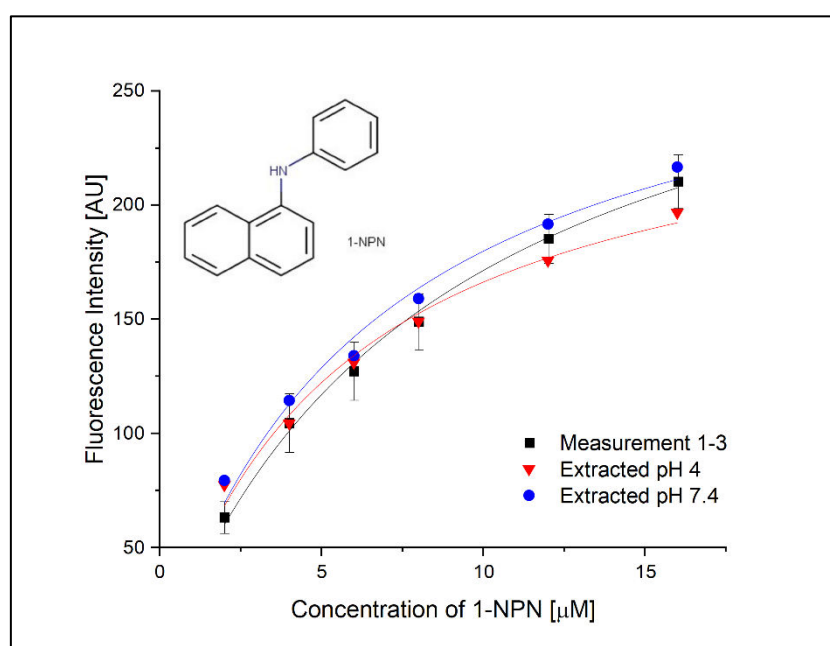 250
200
150
100
50
0
5
10
15
Fluorescence Intensity [AU]
Concentration of 1-NPN [μM]
HN
1-NPN
Measurement 1-3
Extracted pH 4
Extracted pH 7.4